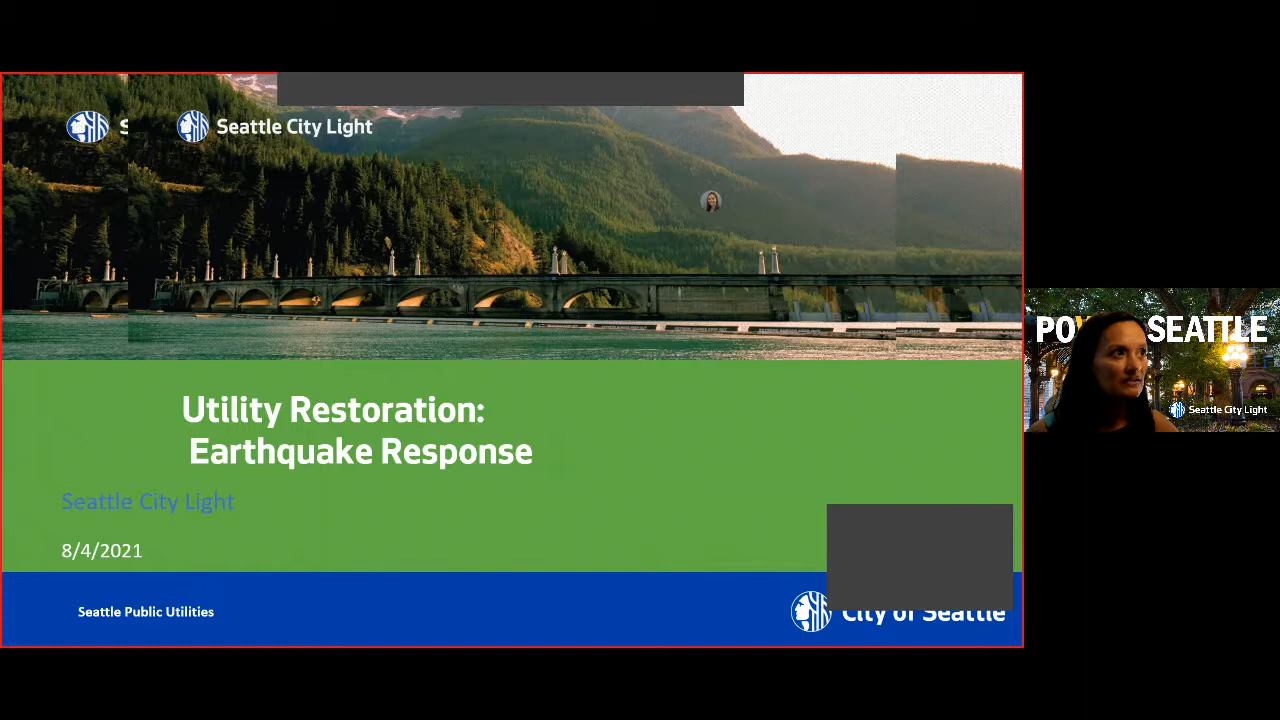 S
Seattle City Light
Utility Restoration:
Earthquake Response
Seattle City Light
8/4/2021
Seattle Public Utilities
City of Seattle
PO SEATTLE
Seattle City Light